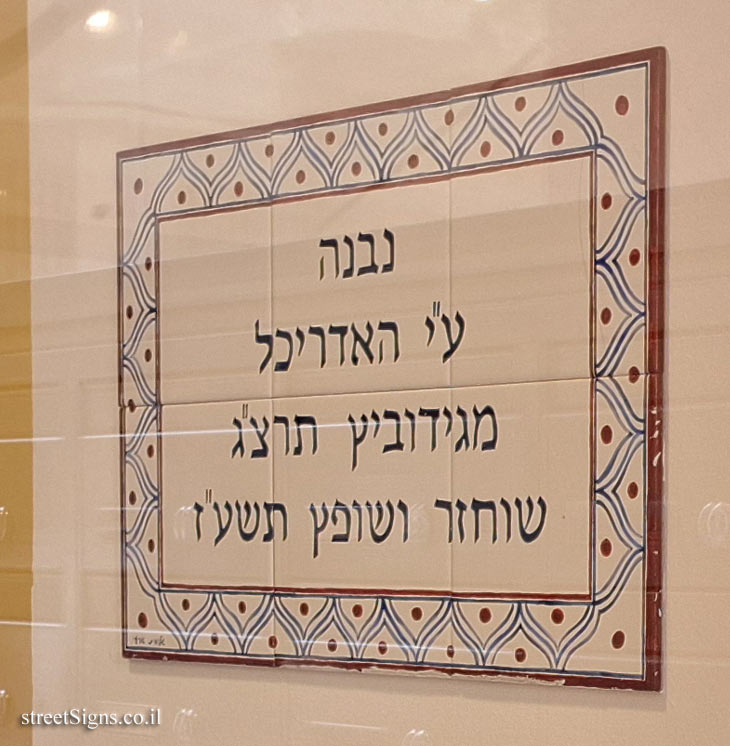 נבנה
ע"י האדריכל
מגידוביץ תרצ"ג
שוחזר ושופץ תשע"ז
streetSigns.co.il